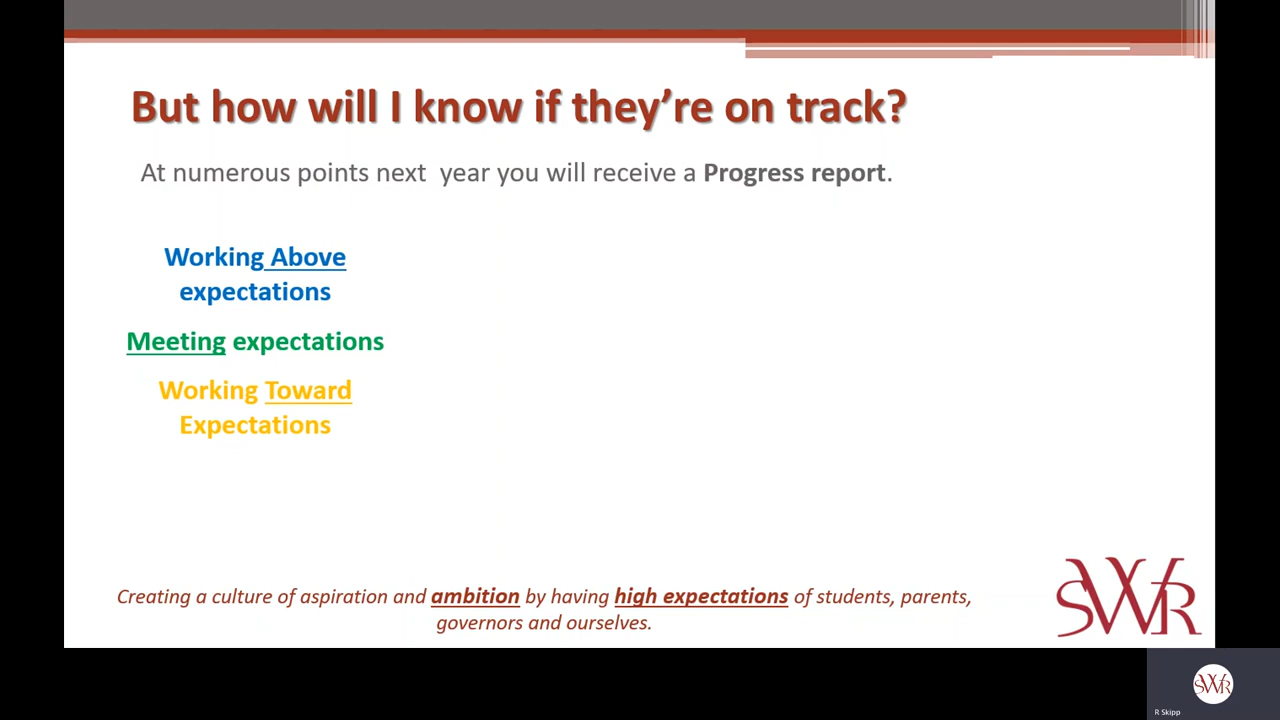 But how will I know if they’re on track?
At numerous points next  year you will receive a Progress report.
Working Above
expectations
Meeting expectations
Working Toward
Expectations
Creating a culture of aspiration and ambition by having high expectations of students, parents,
governors and ourselves.
SWR
SWR
R Skipp